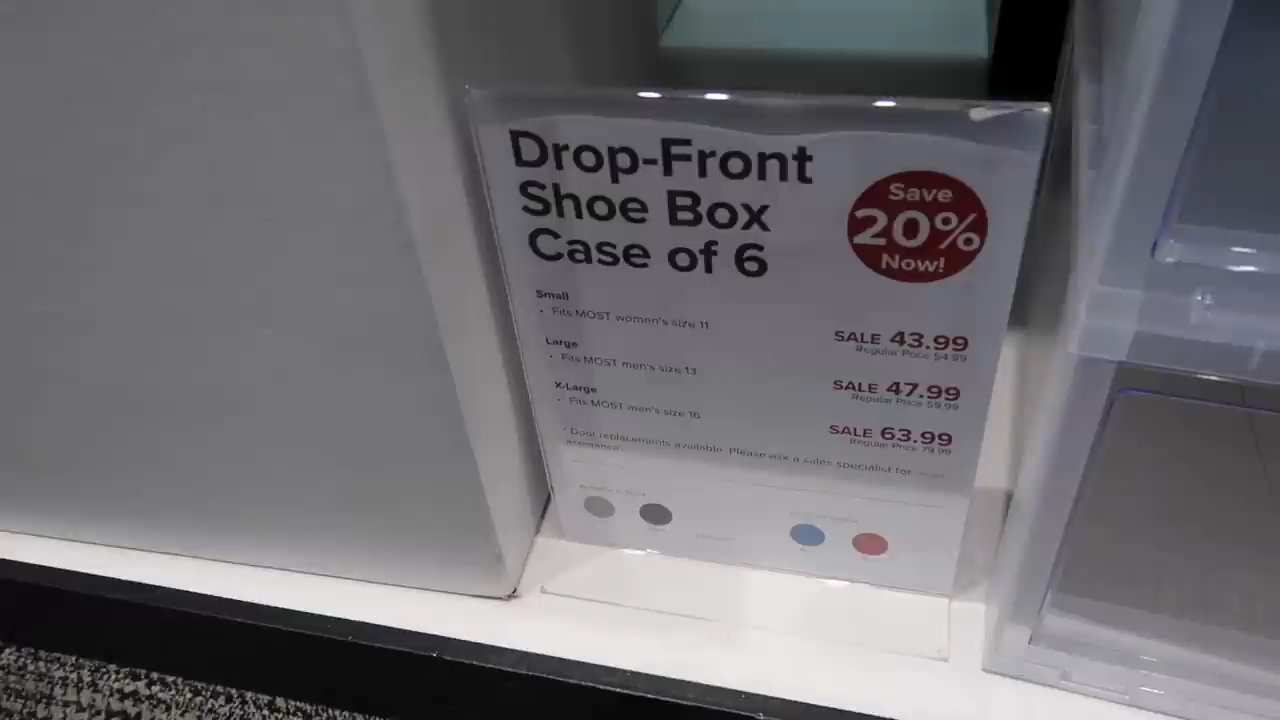 Drop-Front
Shoe Box
Case of 6
Save
20%
Now!
Small
• Fits MOST women's size 11
SALE 43.99
Regular Price 54.99
Large
• Fits MOST men's size 13
SALE 47.99
Regular Price 59.99
X-Large
• Fits MOST men's size 16
SALE 63.99
Regular Price 79.99
* Door replacements available. Please ask a sales specialist for
assistance.